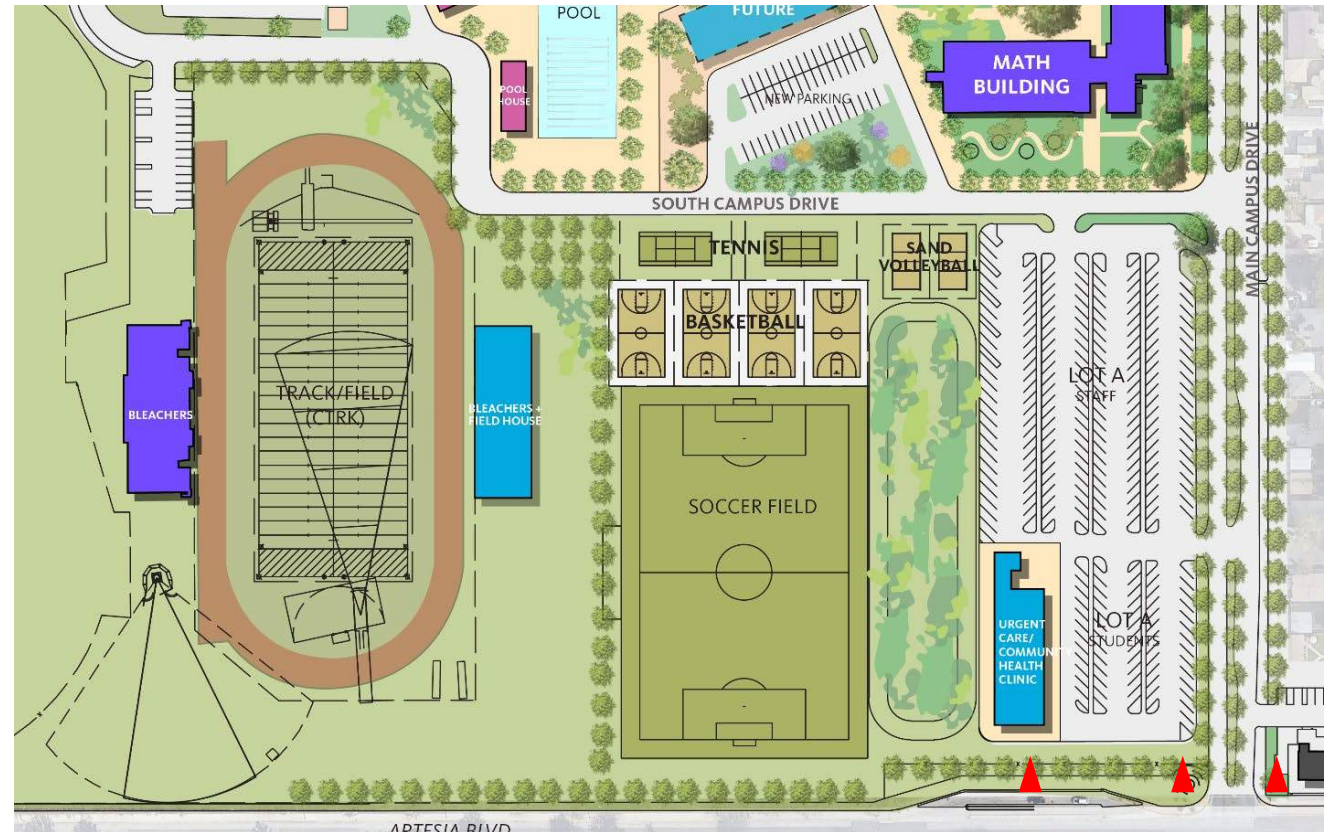 POOL
FUTURE
MATH
BUILDING
POOL
HOUSE
NEW PARKING
MAIN CAMPUS DRIVE
SOUTH CAMPUS DRIVE
TENNIS
SAND
VOLLEYBALL
BASKETBALL
LOT A
STAFF
TRACK/FIELD
(CTRK)
BLEACHERS
BLEACHERS +
FIELD HOUSE
SOCCER FIELD
URGENT
CARE/
COMMUNITY
HEALTH
CLINIC
LOT A
STUDENTS
ARTESIA BLVD